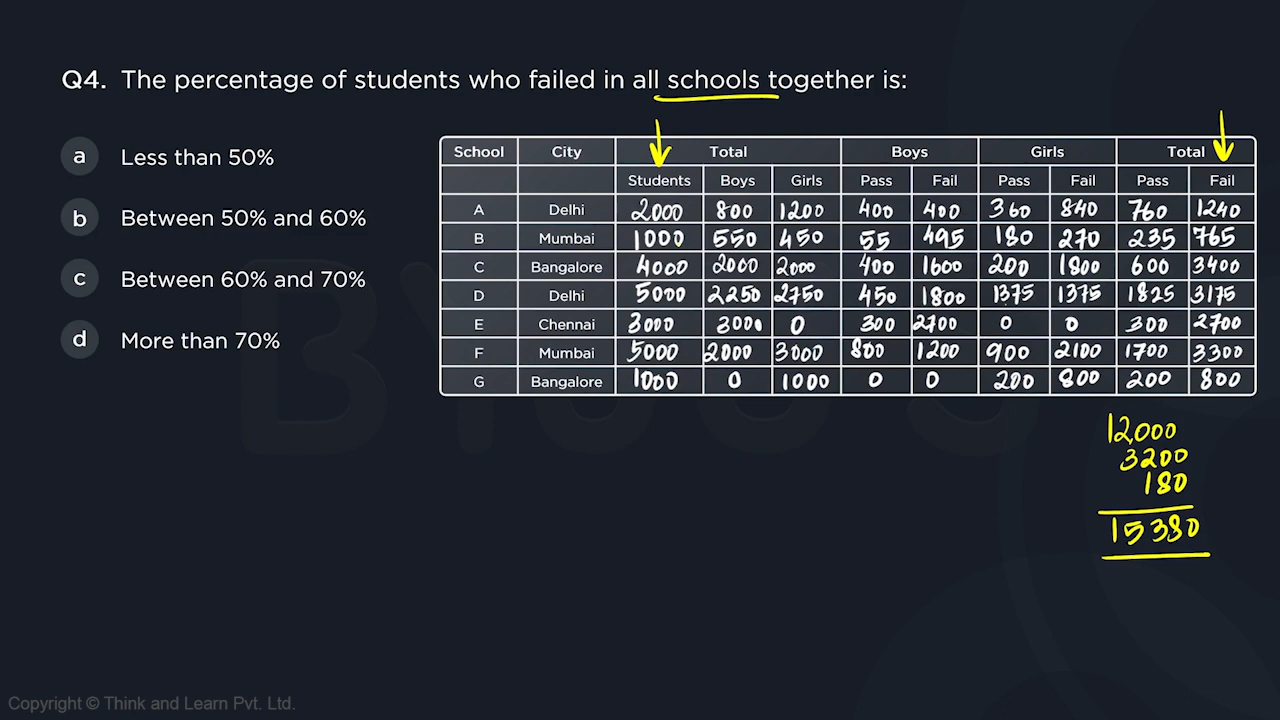 Q4. The percentage of students who failed in all schools together is:
a Less than 50%
b Between 50% and 60%
c Between 60% and 70%
d More than 70%
School City Total Boys Girls Total
Students Boys Girls Pass Fail Pass Fail Pass Fail
A Delhi 2000 800 1200 400 400 360 840 760 1240
B Mumbai 1000 550 450 55 495 180 270 235 765
C Bangalore 4000 2000 2000 400 1600 200 1800 600 3400
D Delhi 5000 2250 2750 450 1800 1375 1375 1825 3175
E Chennai 3000 3000 0 300 2700 0 0 300 2700
F Mumbai 5000 2000 3000 800 1200 900 2100 1700 3300
G Bangalore 1000 0 1000 0 0 200 800 200 800
12,000
3200
180
15380
Copyright © Think and Learn Pvt. Ltd.